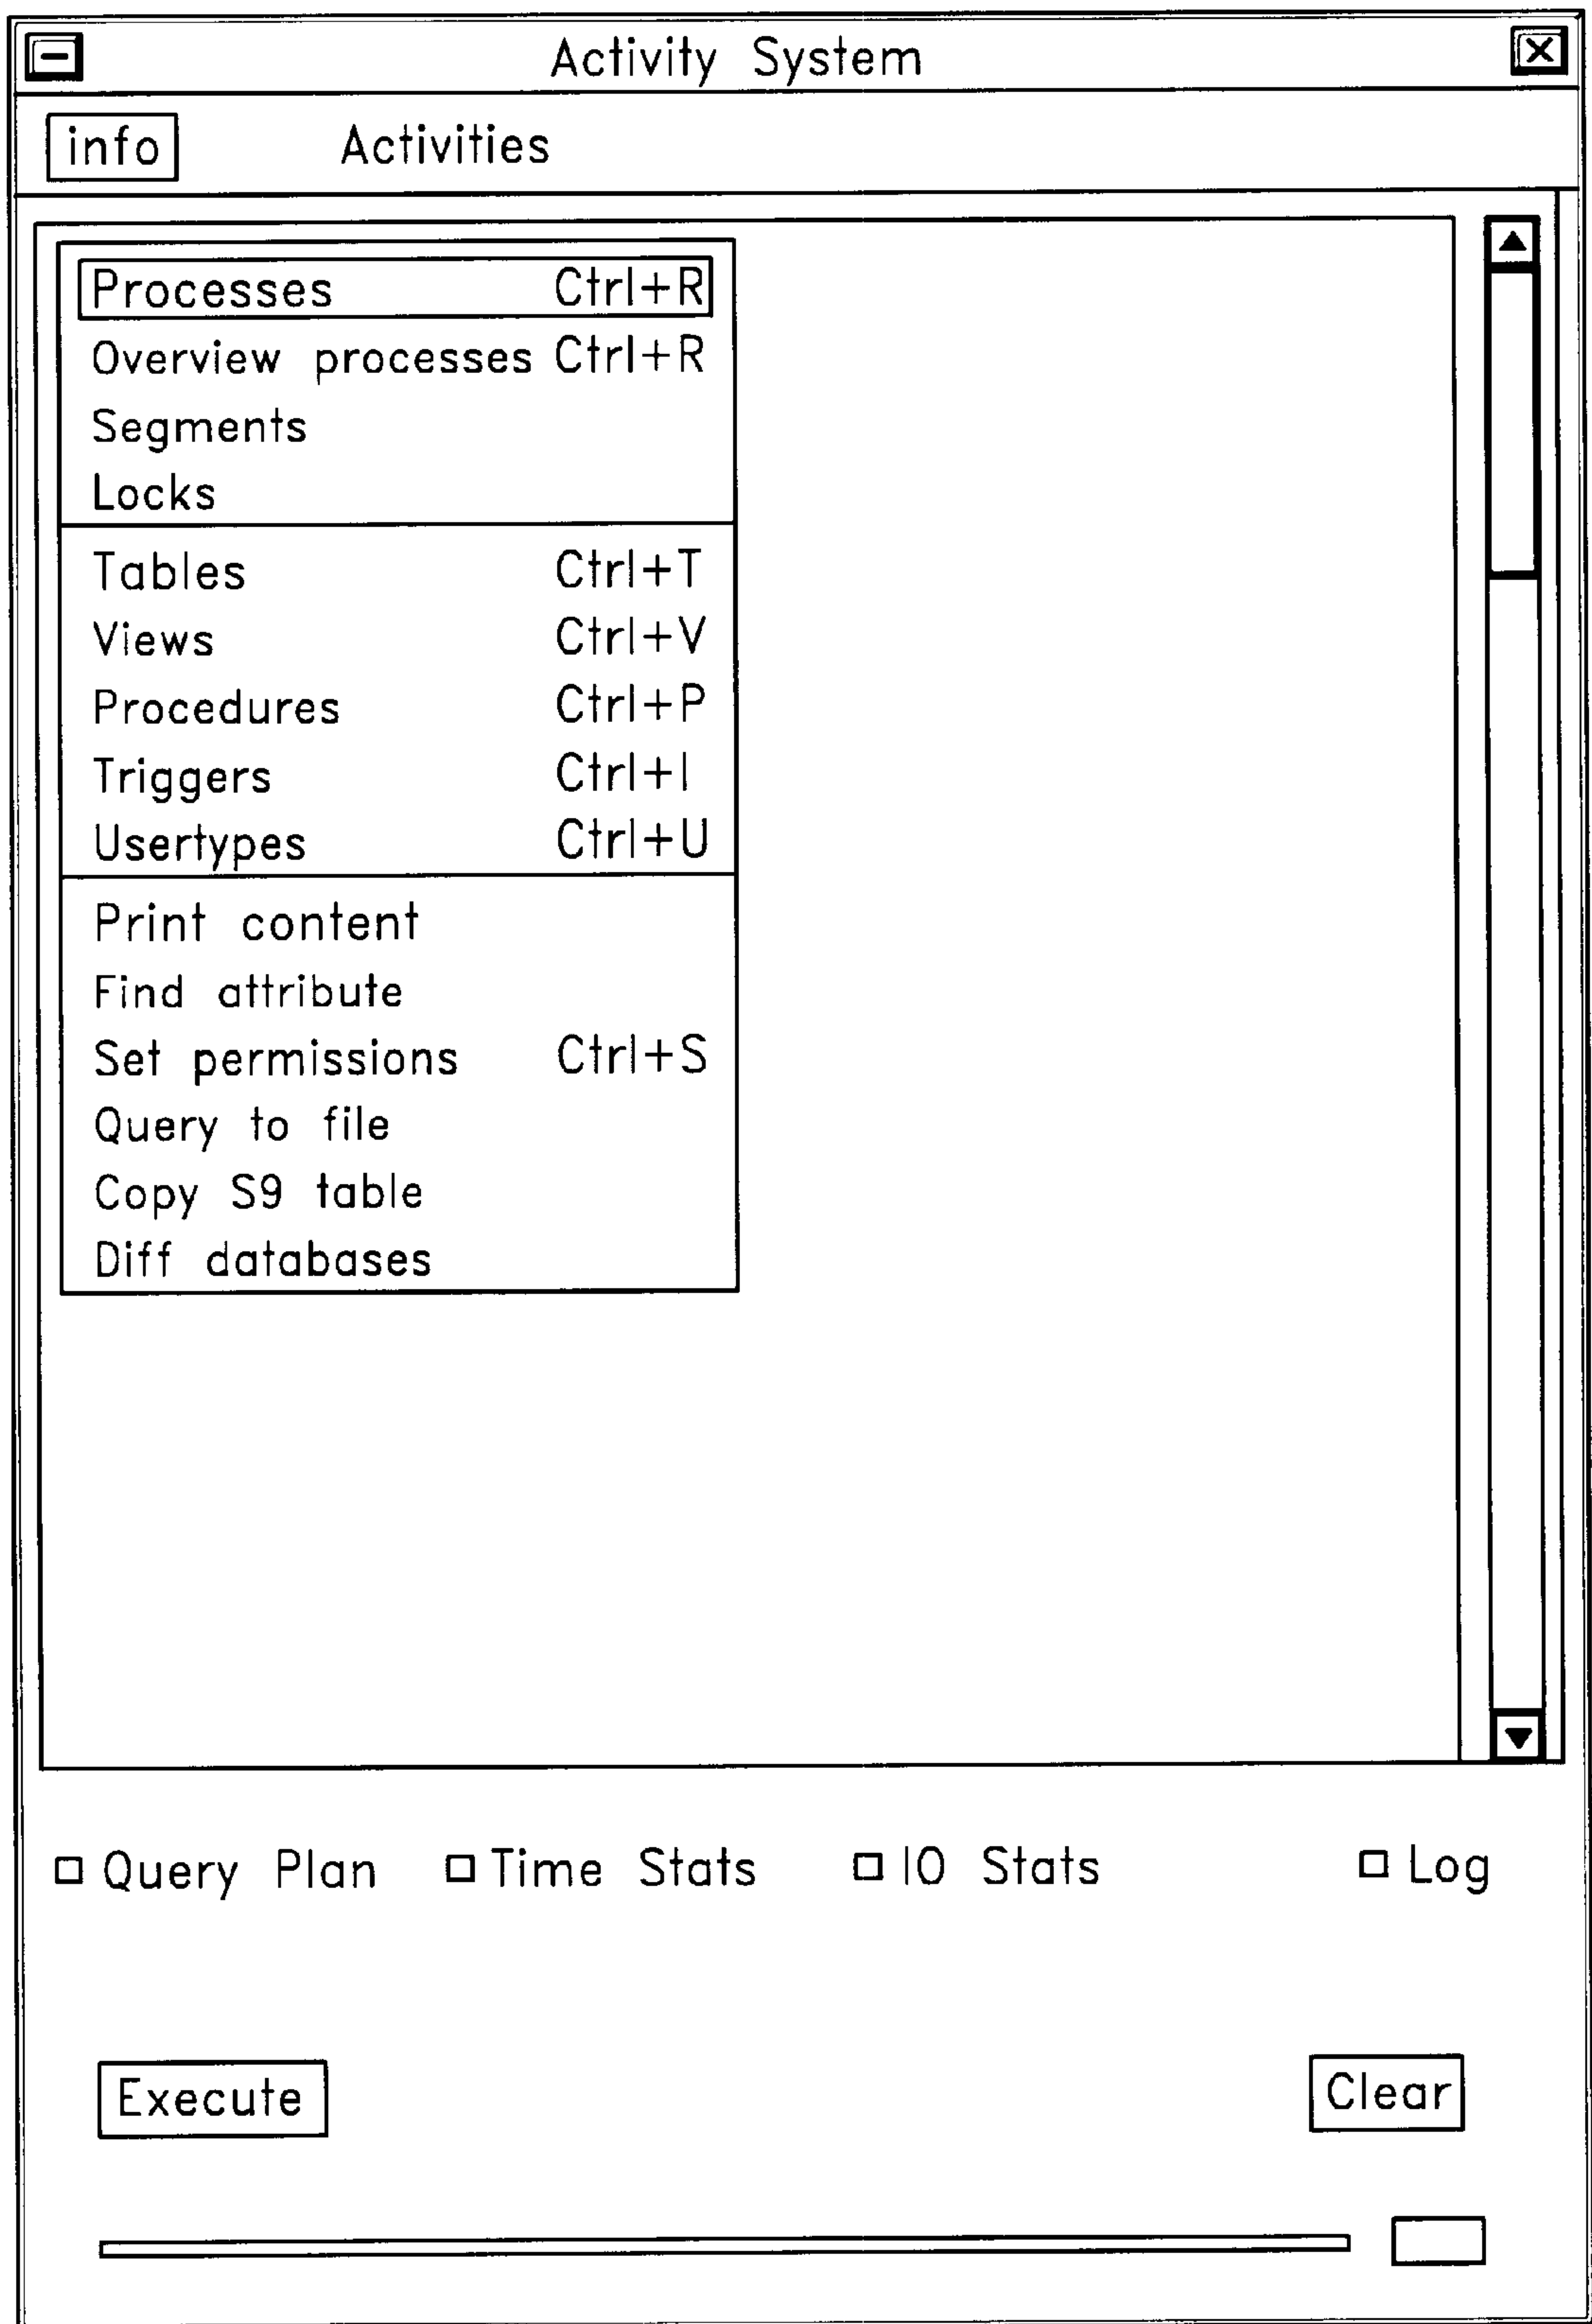 Activity System
info Activities
Processes Ctrl+R
Overview processes Ctrl+R
Segments
Locks
Tables Ctrl+T
Views Ctrl+V
Procedures Ctrl+P
Triggers Ctrl+I
Usertypes Ctrl+U
Print content
Find attribute
Set permissions Ctrl+S
Query to file
Copy S9 table
Diff databases
Query Plan Time Stats IO Stats Log
Execute Clear